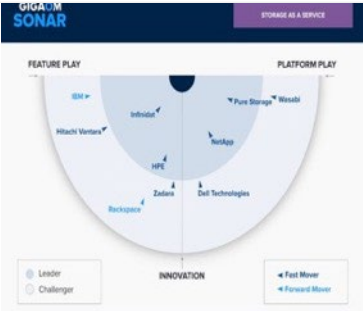 GIGAOM
SONAR
STORAGE AS A SERVICE
FEATURE PLAY
PLATFORM PLAY
IBM
Pure Storage
Wasabi
Infinidat
Hitachi Vantara
NetApp
HPE
Zadara
Dell Technologies
Rackspace
INNOVATION
Leader
Challenger
Fast Mover
Forward Mover